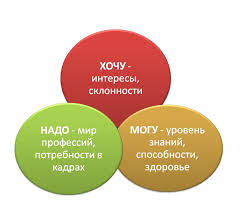 ХОЧУ -
интересы,
склонности
НАДО - мир
профессий,
потребности в
кадрах
МОГУ - уровень
знаний,
способности,
здоровье